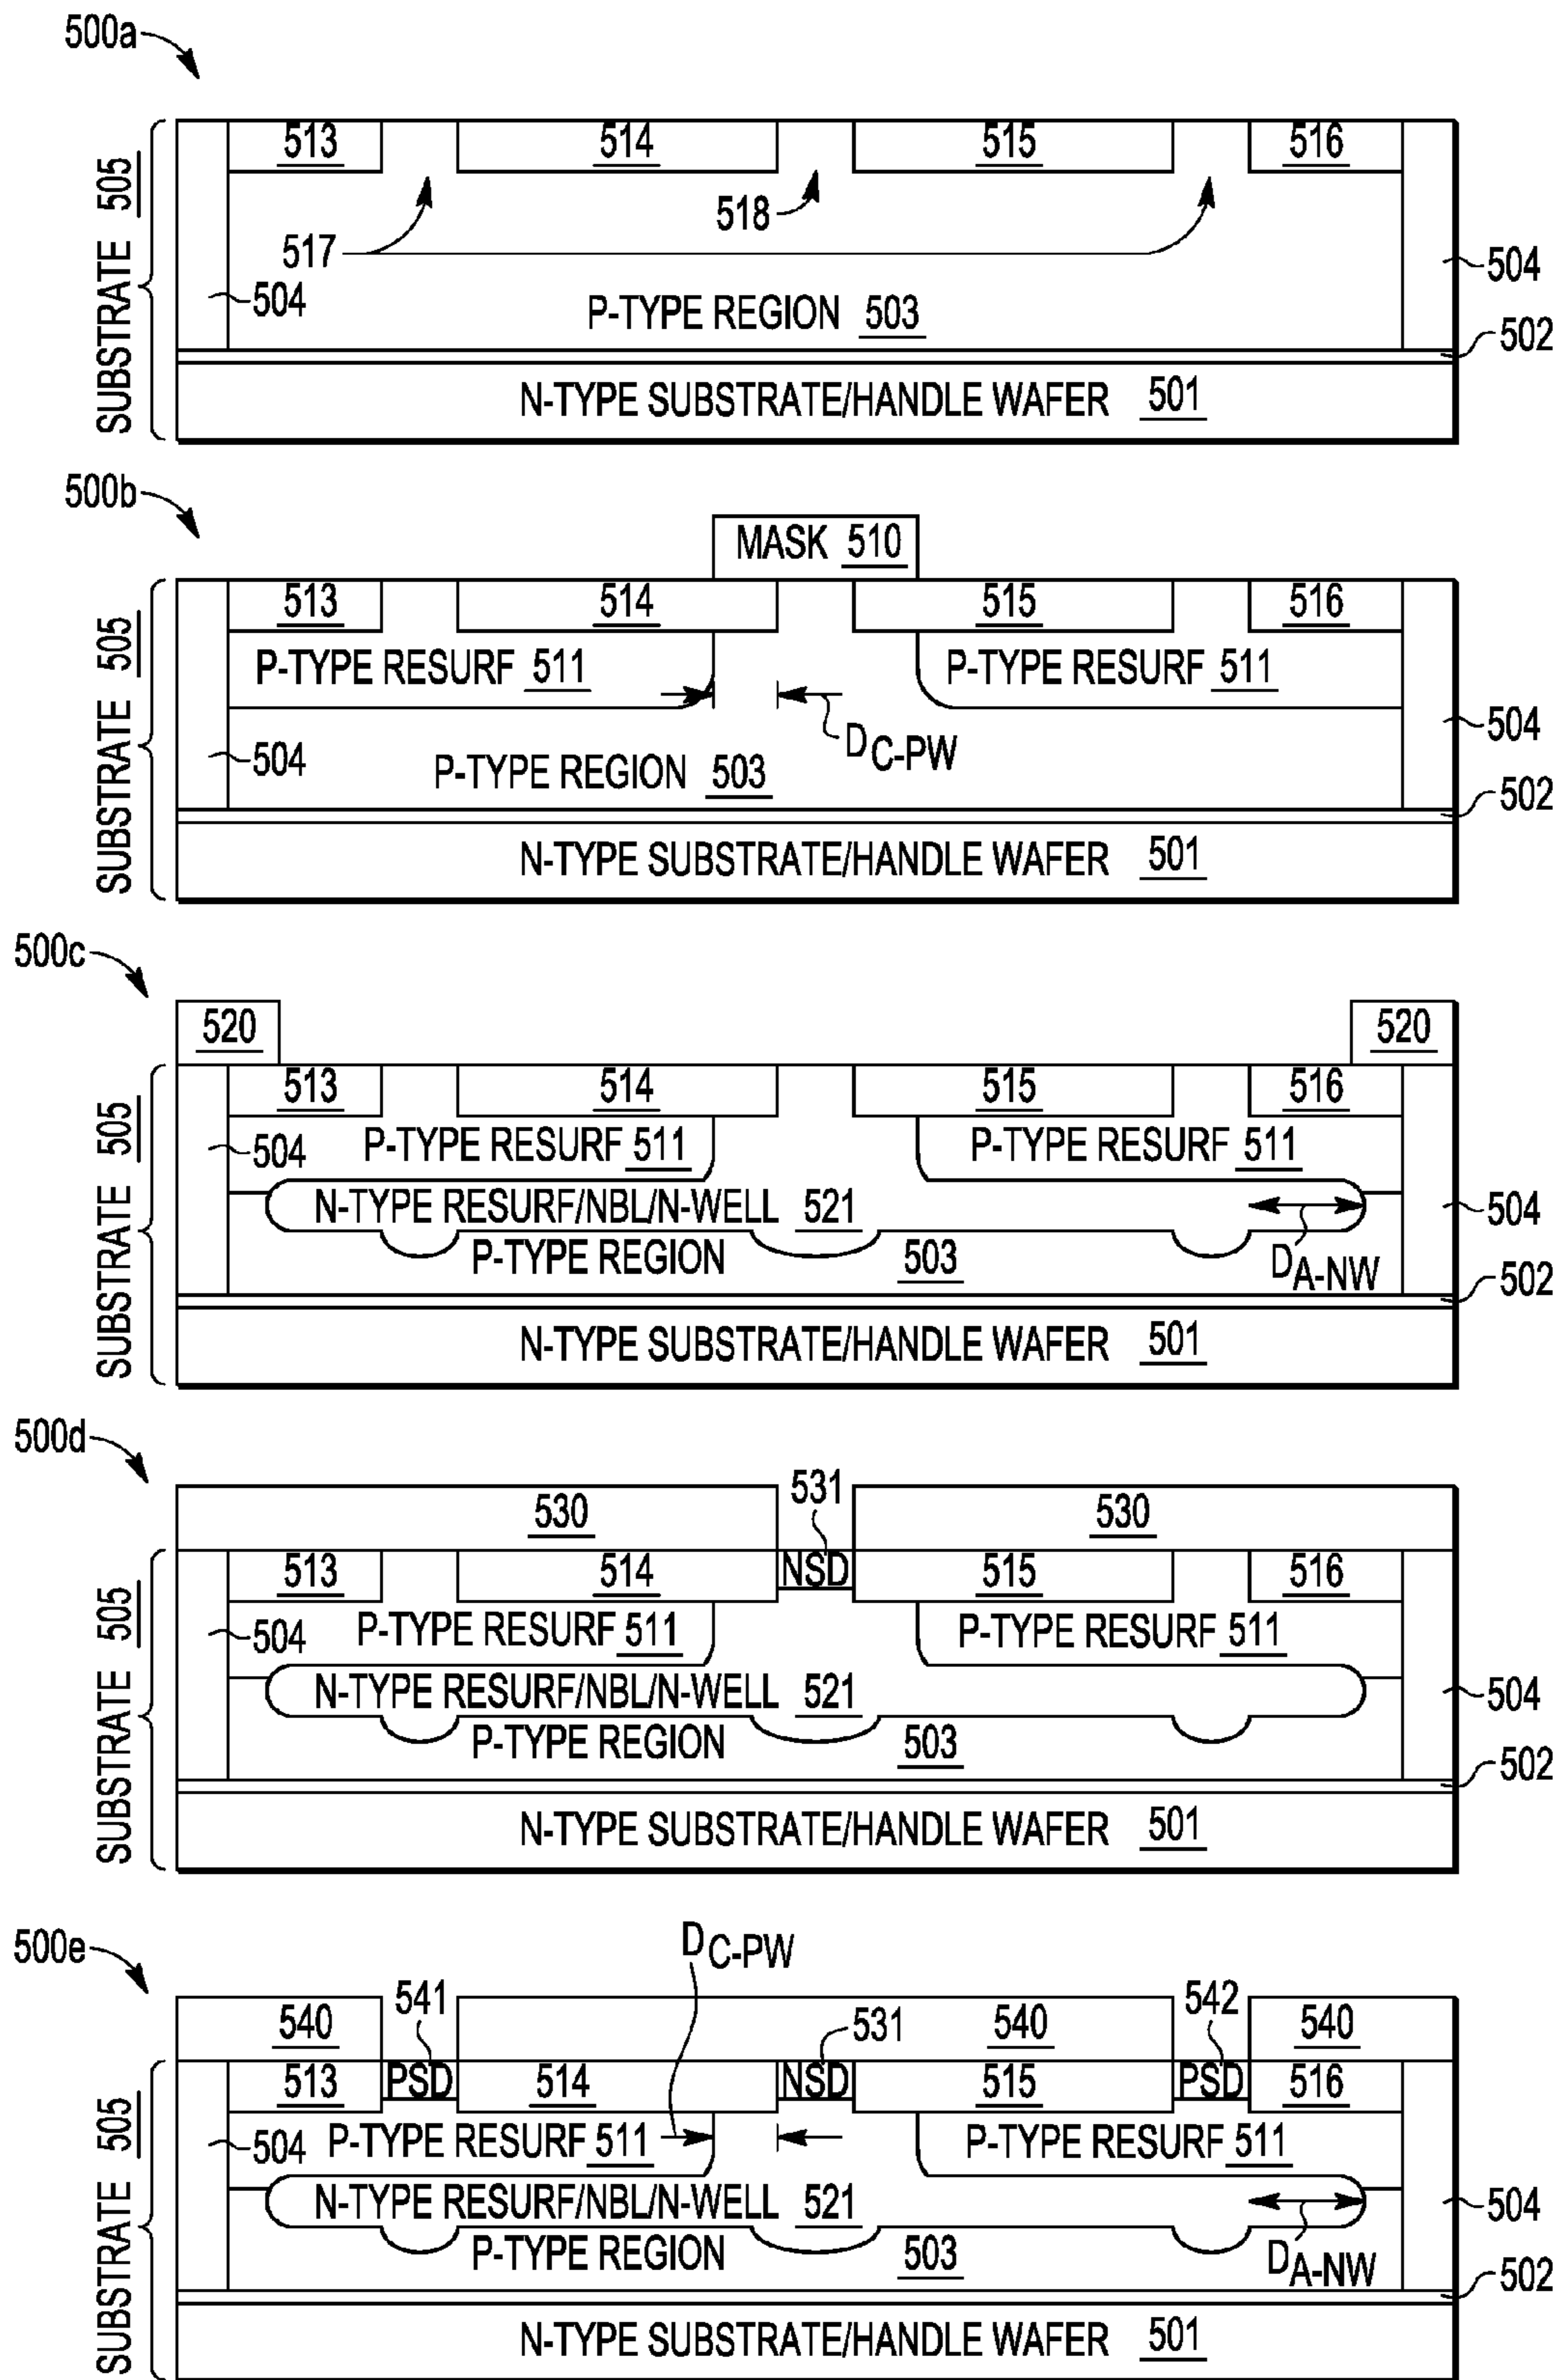 500a
SUBSTRATE 505
513 514 515 516
517 518
504 504
P-TYPE REGION 503
502
N-TYPE SUBSTRATE/HANDLE WAFER 501
500b
MASK 510
SUBSTRATE 505
513 514 515 516
P-TYPE RESURF 511 P-TYPE RESURF 511
504 DC-PW 504
P-TYPE REGION 503
502
N-TYPE SUBSTRATE/HANDLE WAFER 501
500c
520 520
SUBSTRATE 505
513 514 515 516
504 P-TYPE RESURF 511 P-TYPE RESURF 511
N-TYPE RESURF/NBL/N-WELL 521 504
P-TYPE REGION 503 DA-NW
502
N-TYPE SUBSTRATE/HANDLE WAFER 501
500d
531
530 530
SUBSTRATE 505
513 514 NSD 515 516
504 P-TYPE RESURF 511 P-TYPE RESURF 511
N-TYPE RESURF/NBL/N-WELL 521 504
P-TYPE REGION 503
502
N-TYPE SUBSTRATE/HANDLE WAFER 501
500e
DC-PW
541 542
540 531 540 540
SUBSTRATE 505
513 PSD 514 NSD 515 PSD 516
504 P-TYPE RESURF 511 P-TYPE RESURF 511
N-TYPE RESURF/NBL/N-WELL 521 504
P-TYPE REGION 503 DA-NW
502
N-TYPE SUBSTRATE/HANDLE WAFER 501